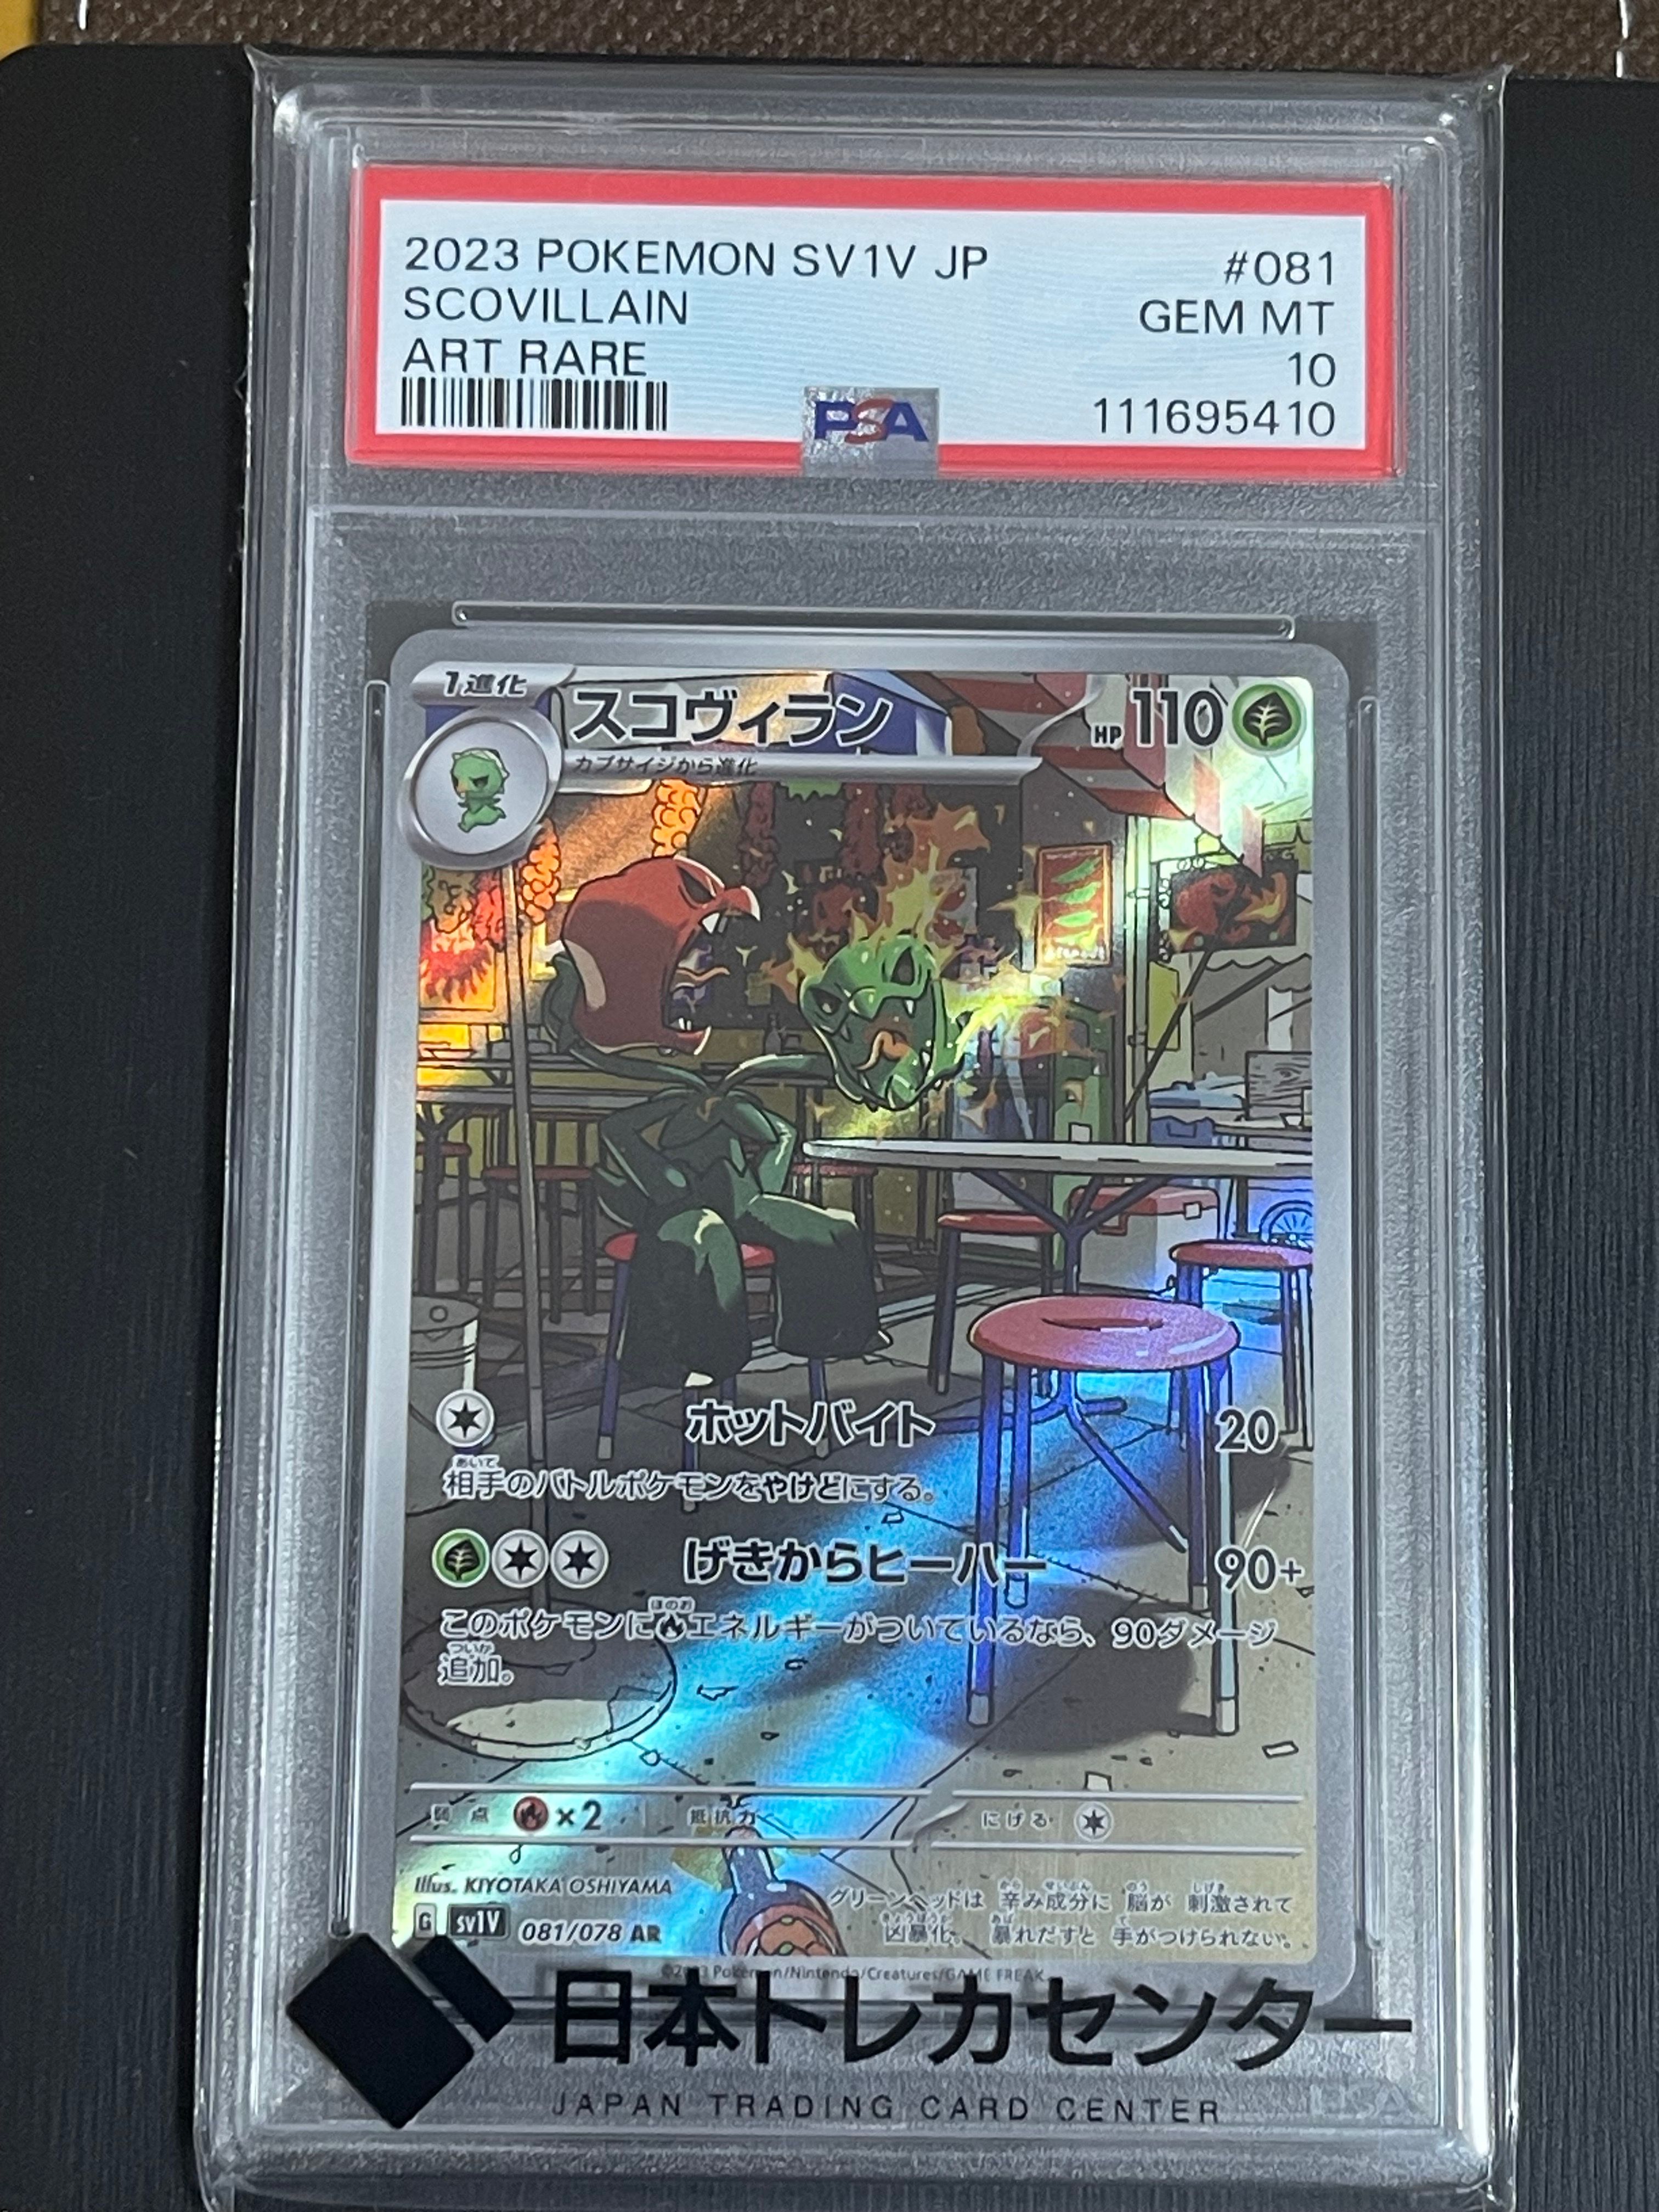 2023 POKEMON SV1V JP #081
SCOVILLAIN GEM MT
ART RARE 10
PSA 111695410
1進化 スコヴィラン HP 110
カプサイジから進化
ホットバイト 20
相手のバトルポケモンをやけどにする。
げきからヒーハー 90+
このポケモンにエネルギーがついているなら、90ダメージ
追加。
弱点 ×2 抵抗力 にげる
Illus. KIYOTAKA OSHIYAMA
グリーンヘッドは 辛み成分に 脳が 刺激されて
凶暴化。 暴れだすと 手がつけられない。
G sv1V 081/078 AR
©2023 Pokémon/Nintendo/Creatures/GAME FREAK
日本トレカセンター
JAPAN TRADING CARD CENTER